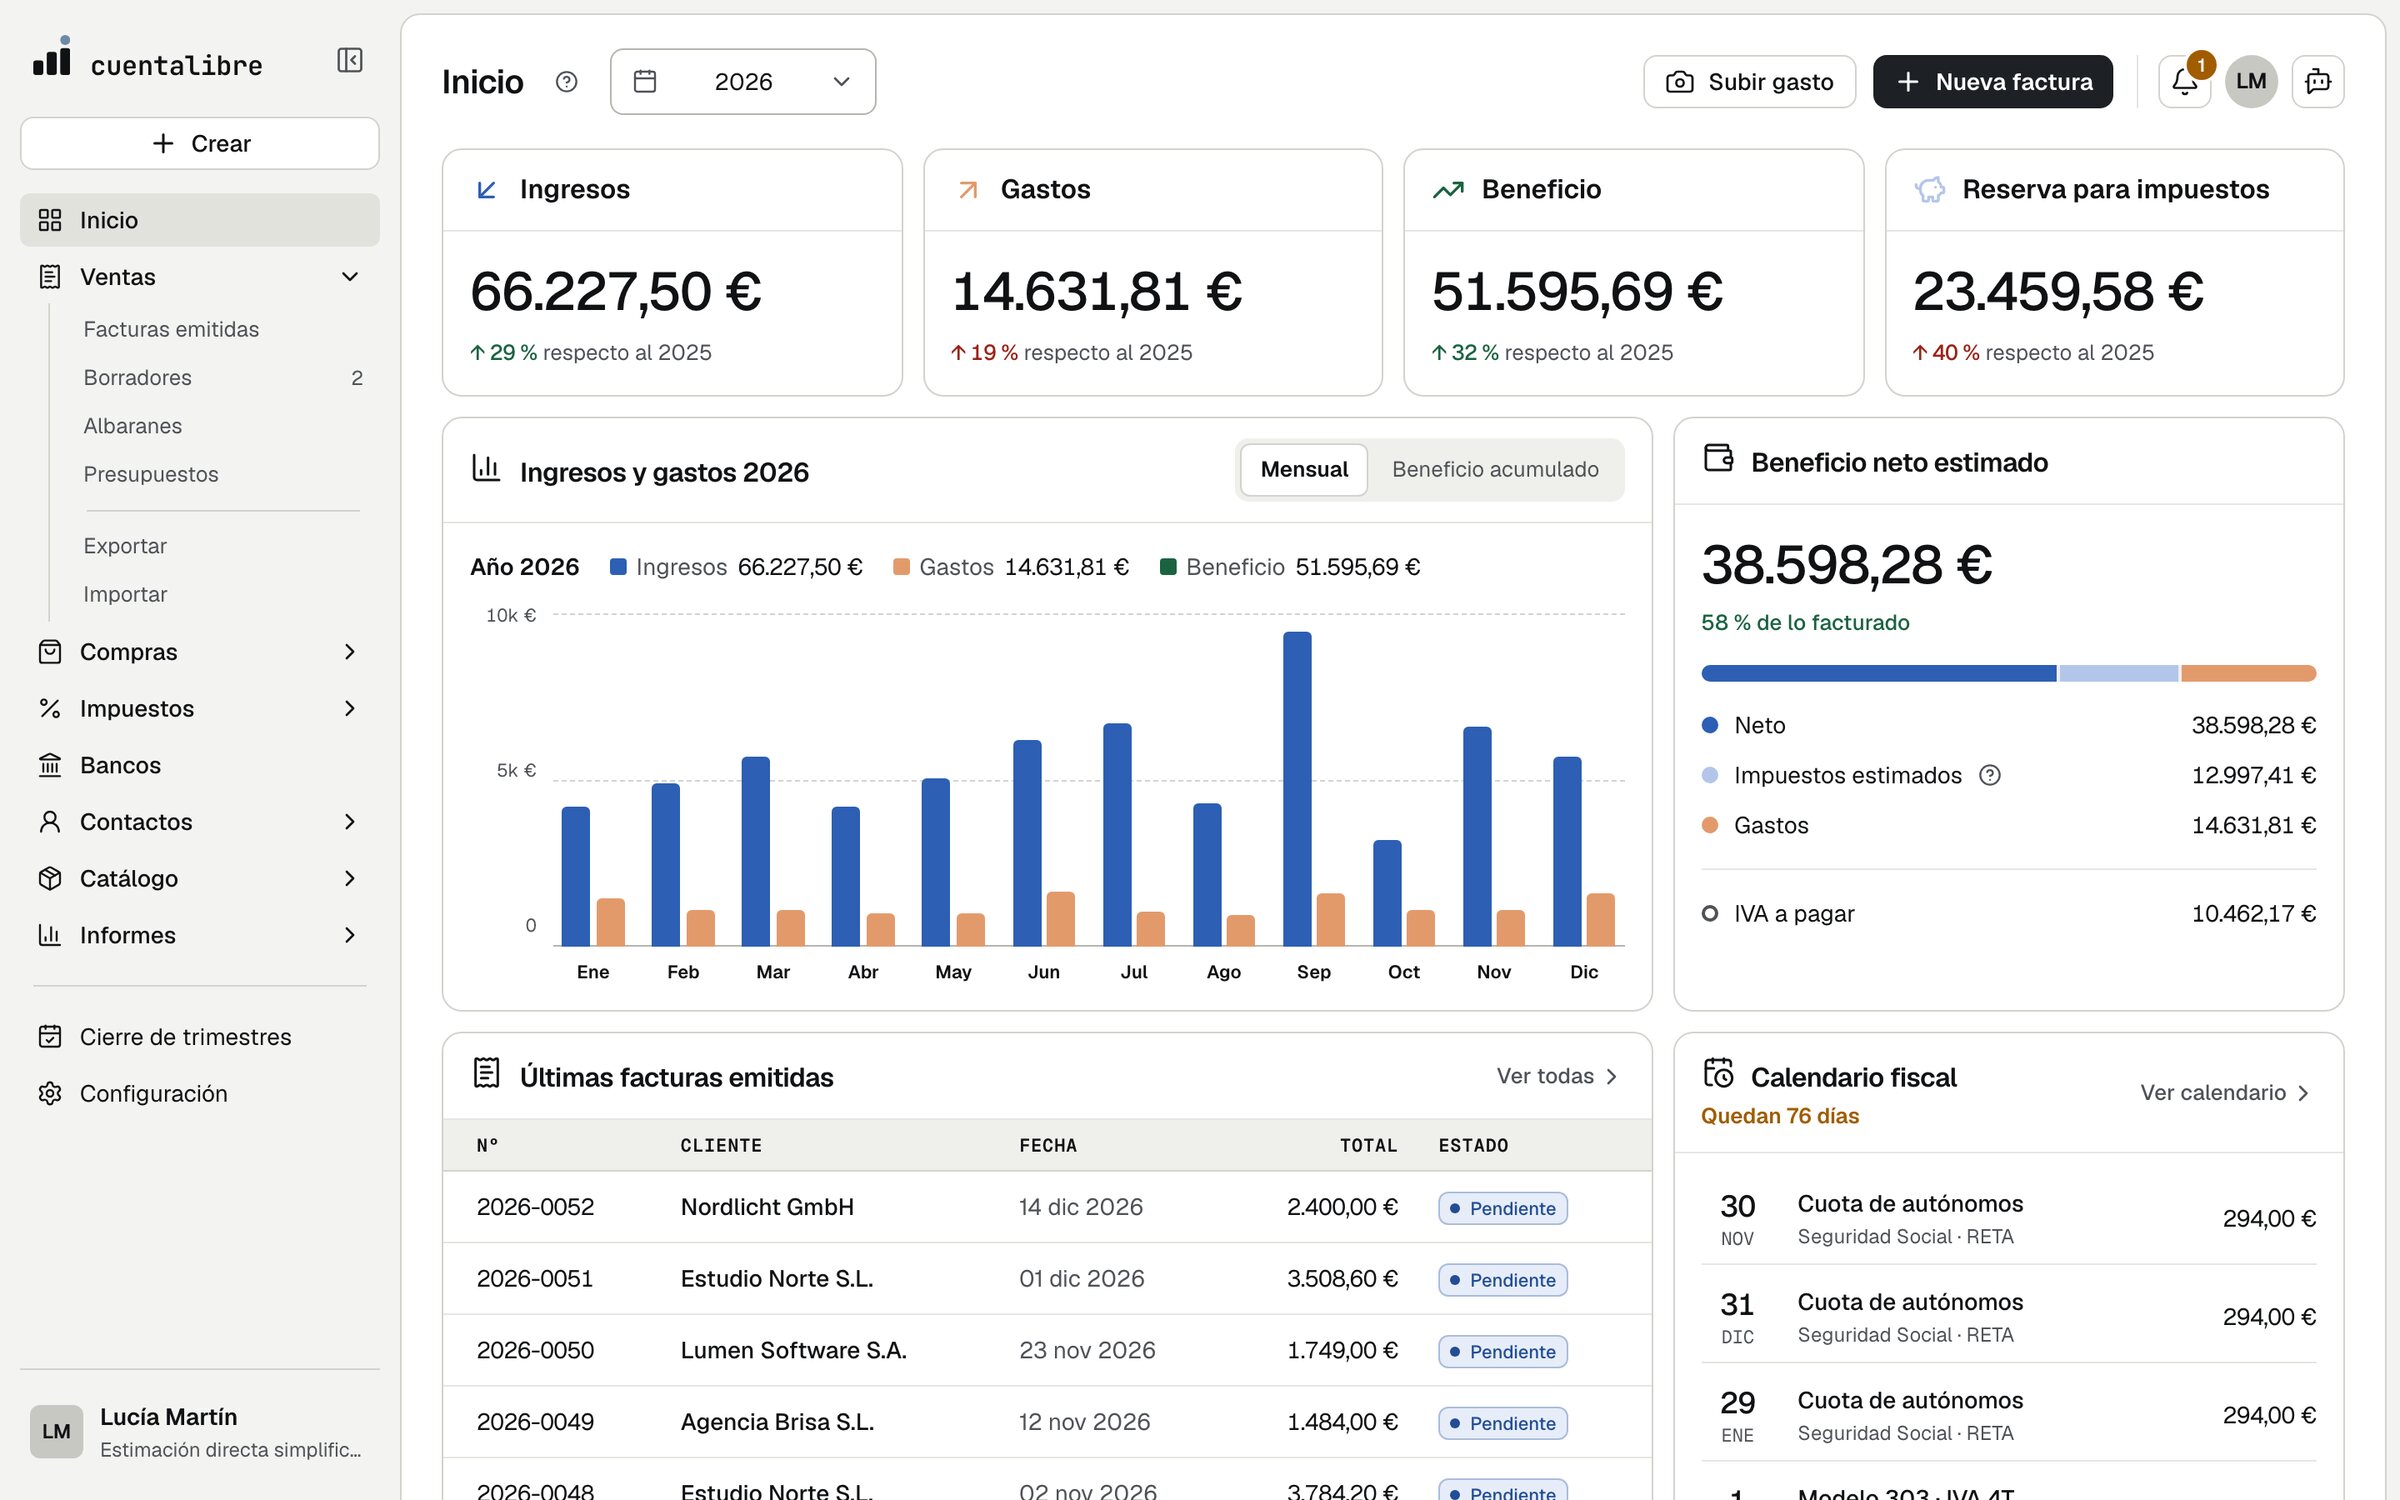 cuentalibre
Crear
Inicio
Ventas
Facturas emitidas
Borradores 2
Albaranes
Presupuestos
Exportar
Importar
Compras
Impuestos
Bancos
Contactos
Catálogo
Informes
Cierre de trimestres
Configuración
LM
Lucía Martín
Estimación directa simplific...
Inicio
2026
Subir gasto
Nueva factura
1
LM
Ingresos
66.227,50 €
↑ 29 % respecto al 2025
Gastos
14.631,81 €
↑ 19 % respecto al 2025
Beneficio
51.595,69 €
↑ 32 % respecto al 2025
Reserva para impuestos
23.459,58 €
↑ 40 % respecto al 2025
Ingresos y gastos 2026
Mensual Beneficio acumulado
Año 2026 Ingresos 66.227,50 € Gastos 14.631,81 € Beneficio 51.595,69 €
10k €
5k €
0
Ene Feb Mar Abr May Jun Jul Ago Sep Oct Nov Dic
Beneficio neto estimado
38.598,28 €
58 % de lo facturado
Neto 38.598,28 €
Impuestos estimados 12.997,41 €
Gastos 14.631,81 €
IVA a pagar 10.462,17 €
Últimas facturas emitidas Ver todas
Nº CLIENTE FECHA TOTAL ESTADO
2026-0052 Nordlicht GmbH 14 dic 2026 2.400,00 € Pendiente
2026-0051 Estudio Norte S.L. 01 dic 2026 3.508,60 € Pendiente
2026-0050 Lumen Software S.A. 23 nov 2026 1.749,00 € Pendiente
2026-0049 Agencia Brisa S.L. 12 nov 2026 1.484,00 € Pendiente
2026-0048 Estudio Norte S.L. 02 nov 2026 3.784,20 € Pendiente
Calendario fiscal
Quedan 76 días
Ver calendario
30 NOV
Cuota de autónomos
Seguridad Social · RETA
294,00 €
31 DIC
Cuota de autónomos
Seguridad Social · RETA
294,00 €
29 ENE
Cuota de autónomos
Seguridad Social · RETA
294,00 €
1 Modelo 303 · IVA 4T